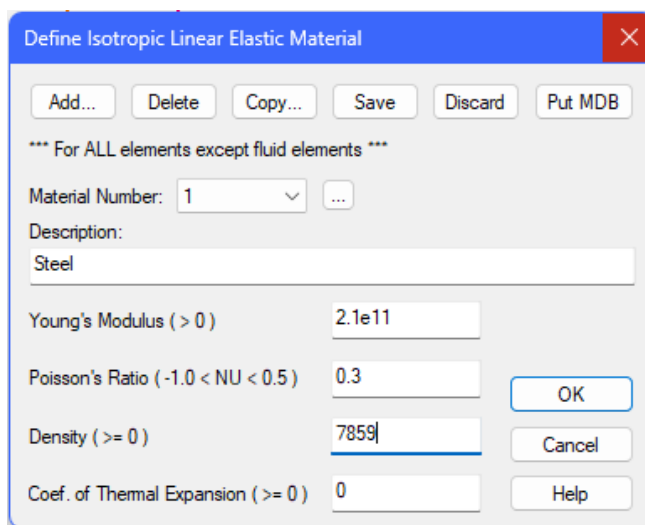 Define Isotropic Linear Elastic Material
Add... Delete Copy... Save Discard Put MDB
*** For ALL elements except fluid elements ***
Material Number: 1 ...
Description:
Steel
Young's Modulus ( > 0 ) 2.1e11
Poisson's Ratio ( -1.0 < NU < 0.5 ) 0.3
OK
Density ( >= 0 ) 7859
Cancel
Coef. of Thermal Expansion ( >= 0 ) 0
Help